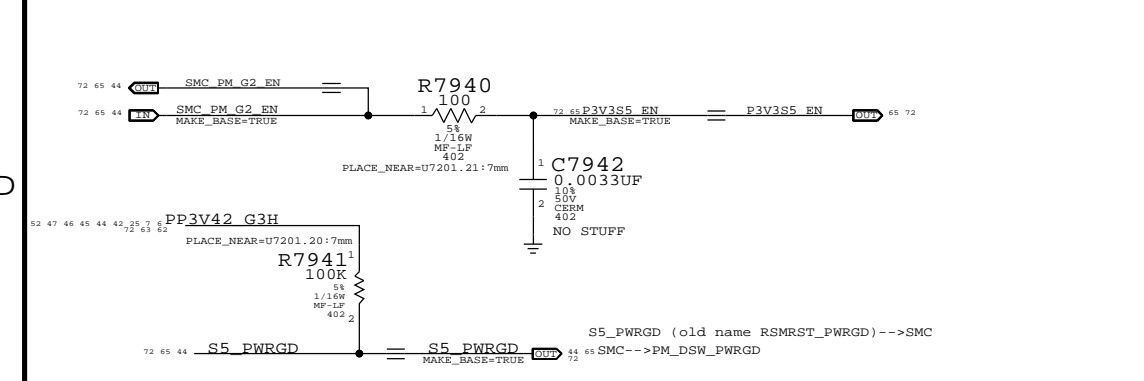 72 65 44 OUT SMC_PM_G2_EN
72 65 44 IN SMC_PM_G2_EN
MAKE_BASE=TRUE
R7940
100
1 2
5%
1/16W
MF-LF
402
PLACE_NEAR=U7201.21:7mm
72 65 P3V3S5_EN
MAKE_BASE=TRUE
P3V3S5_EN OUT 65 72
1 C7942
0.0033UF
10%
50V
2 CERM
402
NO STUFF
D
52 47 46 45 44 42 25 7 6 PP3V42_G3H
72 63 62
PLACE_NEAR=U7201.20:7mm
R7941 1
100K
5%
1/16W
MF-LF
402 2
72 65 44 S5_PWRGD
S5_PWRGD OUT 44 65
72
MAKE_BASE=TRUE
S5_PWRGD (old name RSMRST_PWRGD)-->SMC
SMC-->PM_DSW_PWRGD